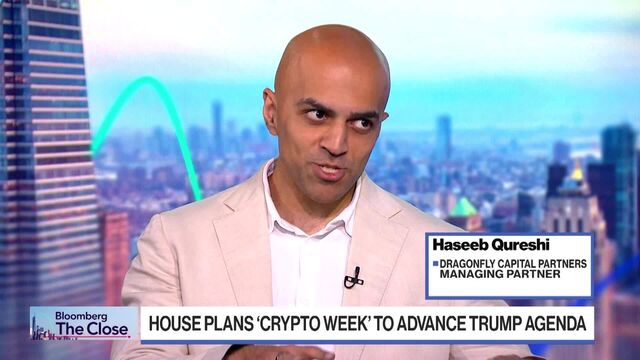 Haseeb Qureshi
DRAGONFLY CAPITAL PARTNERS
MANAGING PARTNER
Bloomberg
The Close
HOUSE PLANS ‘CRYPTO WEEK’ TO ADVANCE TRUMP AGENDA